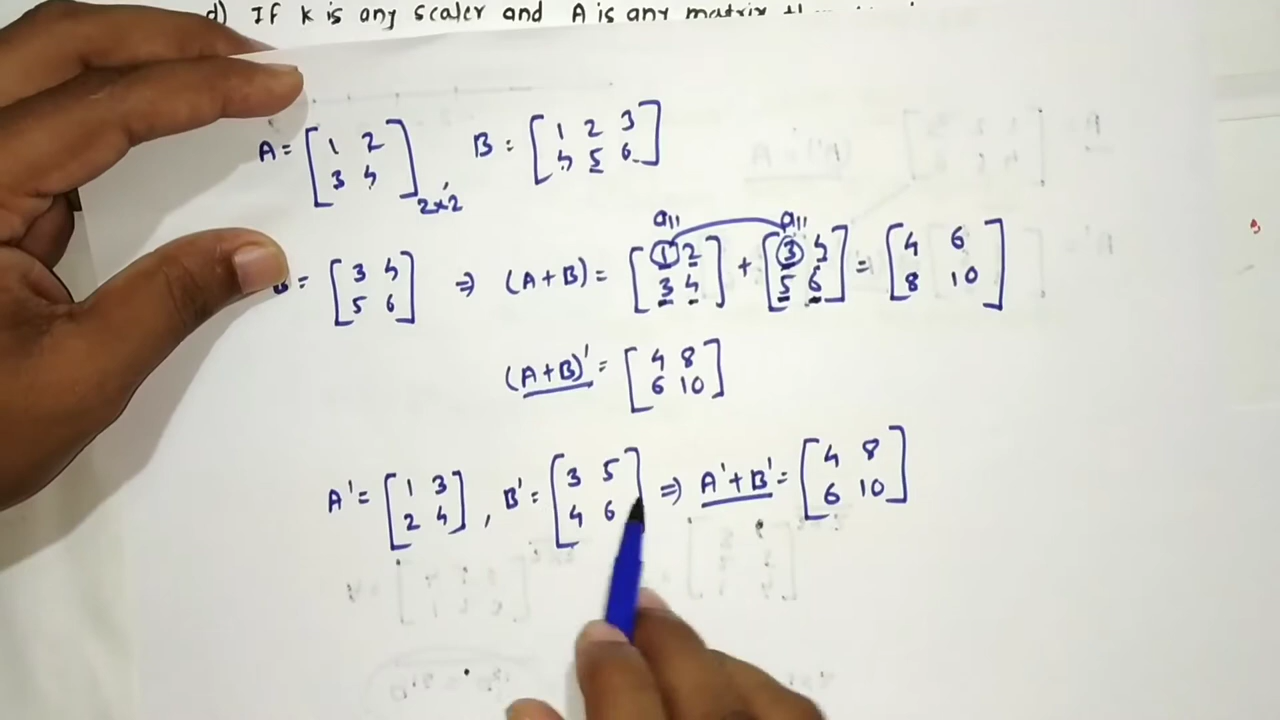 d) If k is any scaler and A is any matrix
A = [1 2 3 4] 2x2 , B = [1 2 3 4 5 6]
a11 a11
B = [3 4 5 6] ⇒ (A+B) = [1 2 3 4] + [3 4 5 6] = [4 6 8 10]
(A+B)' = [4 8 6 10]
A' = [1 3 2 4] , B' = [3 5 4 6] ⇒ A'+B' = [4 8 6 10]